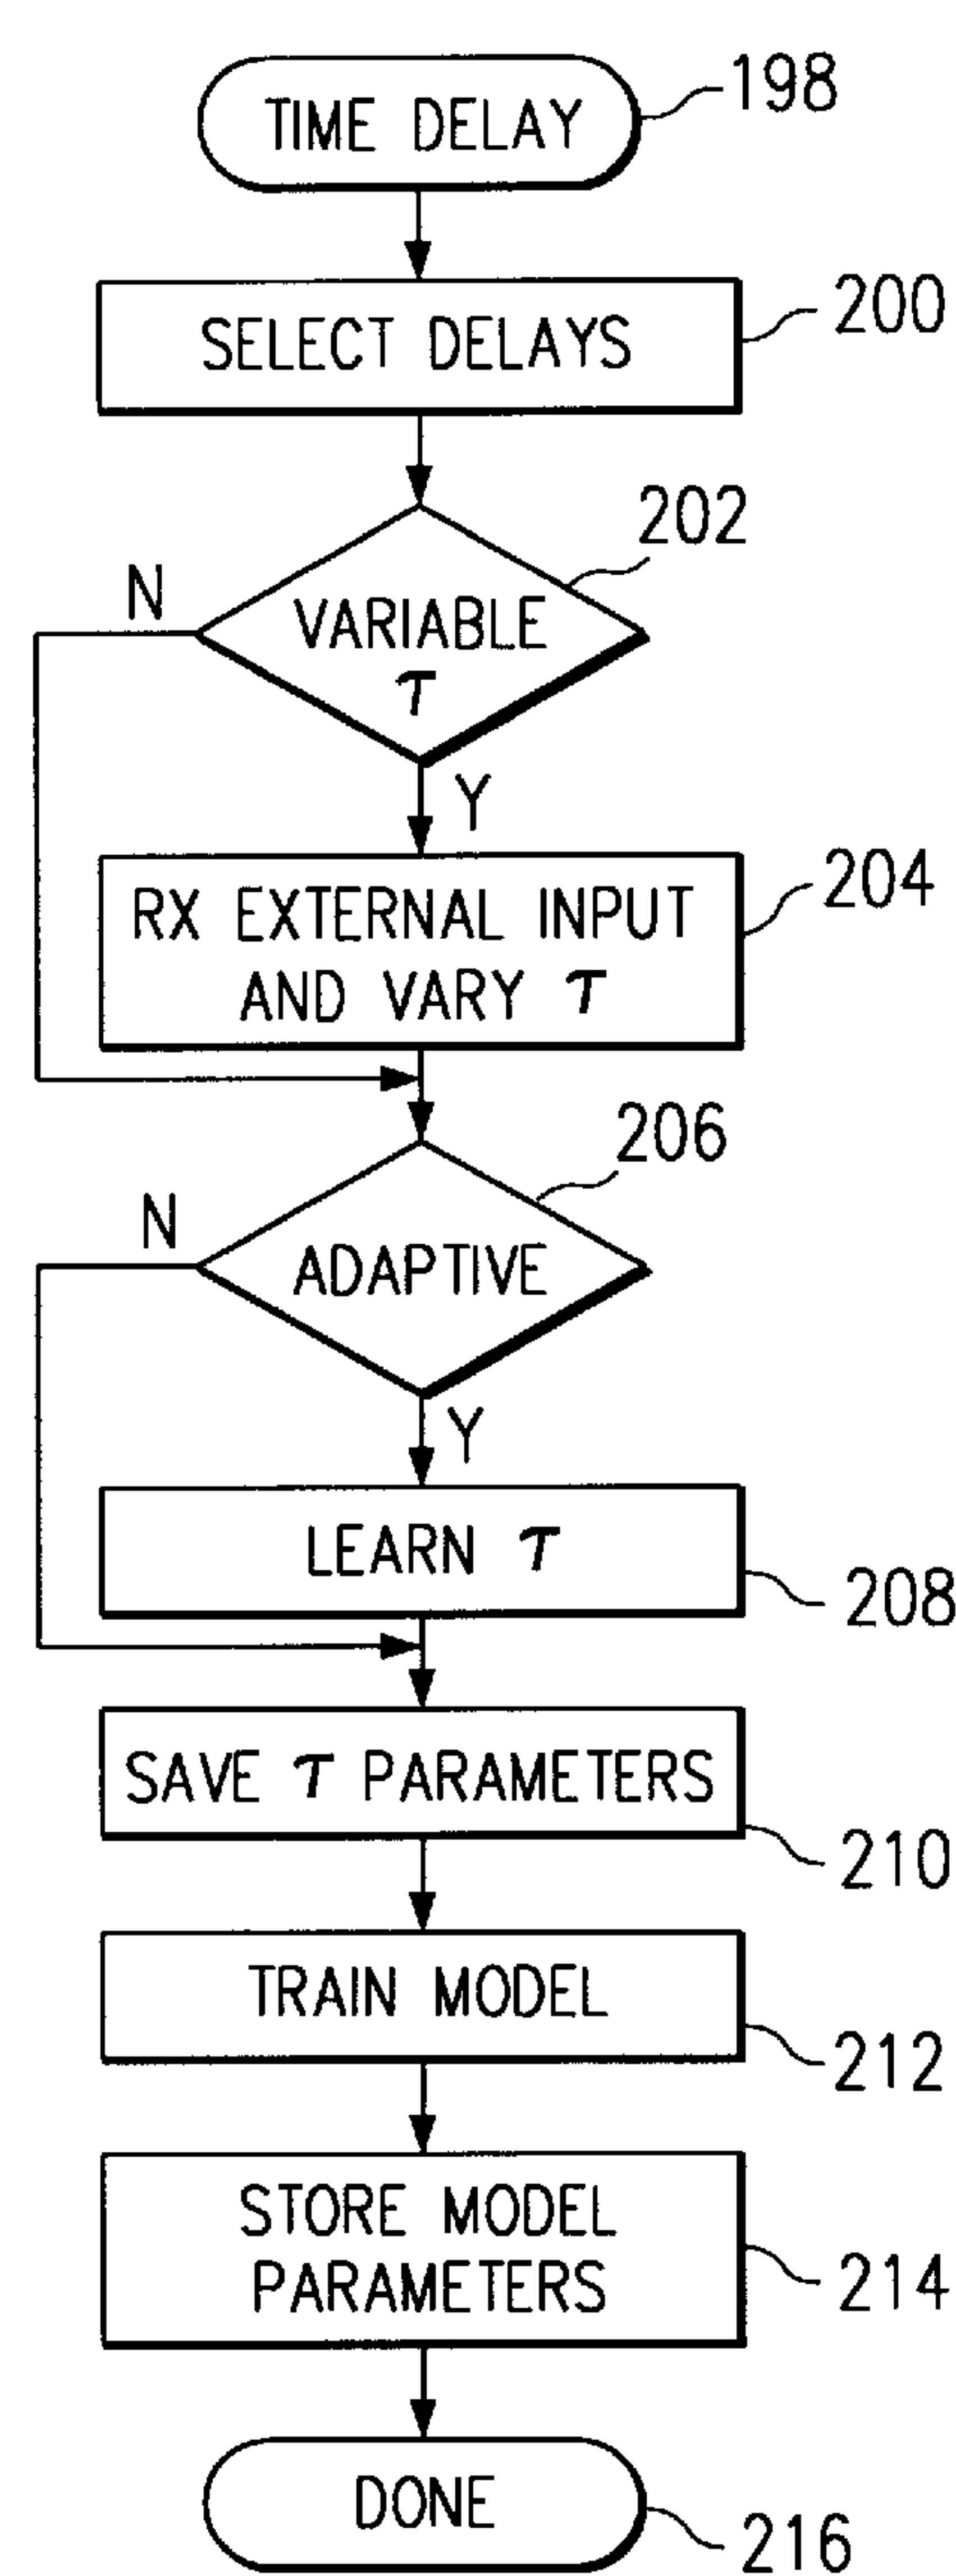 TIME DELAY
198
SELECT DELAYS
200
202
N
VARIABLE
τ
Y
RX EXTERNAL INPUT
AND VARY τ
204
206
N
ADAPTIVE
Y
LEARN τ
208
SAVE τ PARAMETERS
210
TRAIN MODEL
212
STORE MODEL
PARAMETERS
214
DONE
216